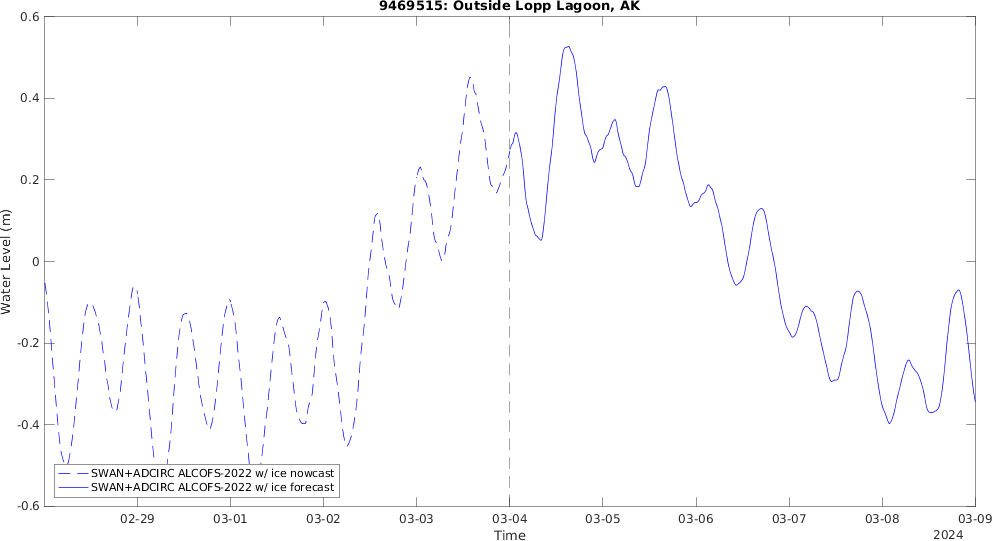 9469515: Outside Lopp Lagoon, AK
Water Level (m)
0.6
0.4
0.2
0
-0.2
-0.4
-0.6
SWAN+ADCIRC ALCOFS-2022 w/ ice nowcast
SWAN+ADCIRC ALCOFS-2022 w/ ice forecast
02-29 03-01 03-02 03-03 03-04 03-05 03-06 03-07 03-08 03-09
Time
2024